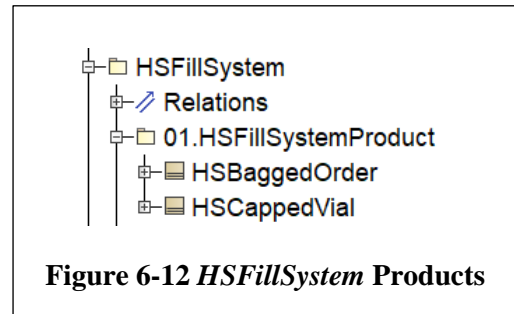 HSFillSystem
Relations
01.HSFillSystemProduct
HSBaggedOrder
HSCappedVial
Figure 6-12 HSFillSystem Products